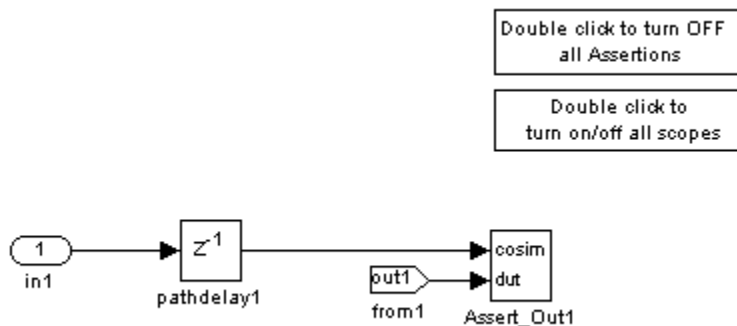 Double click to turn OFF
all Assertions
Double click to
turn on/off all scopes
1
in1
Z-1
pathdelay1
out1
from1
cosim
dut
Assert_Out1